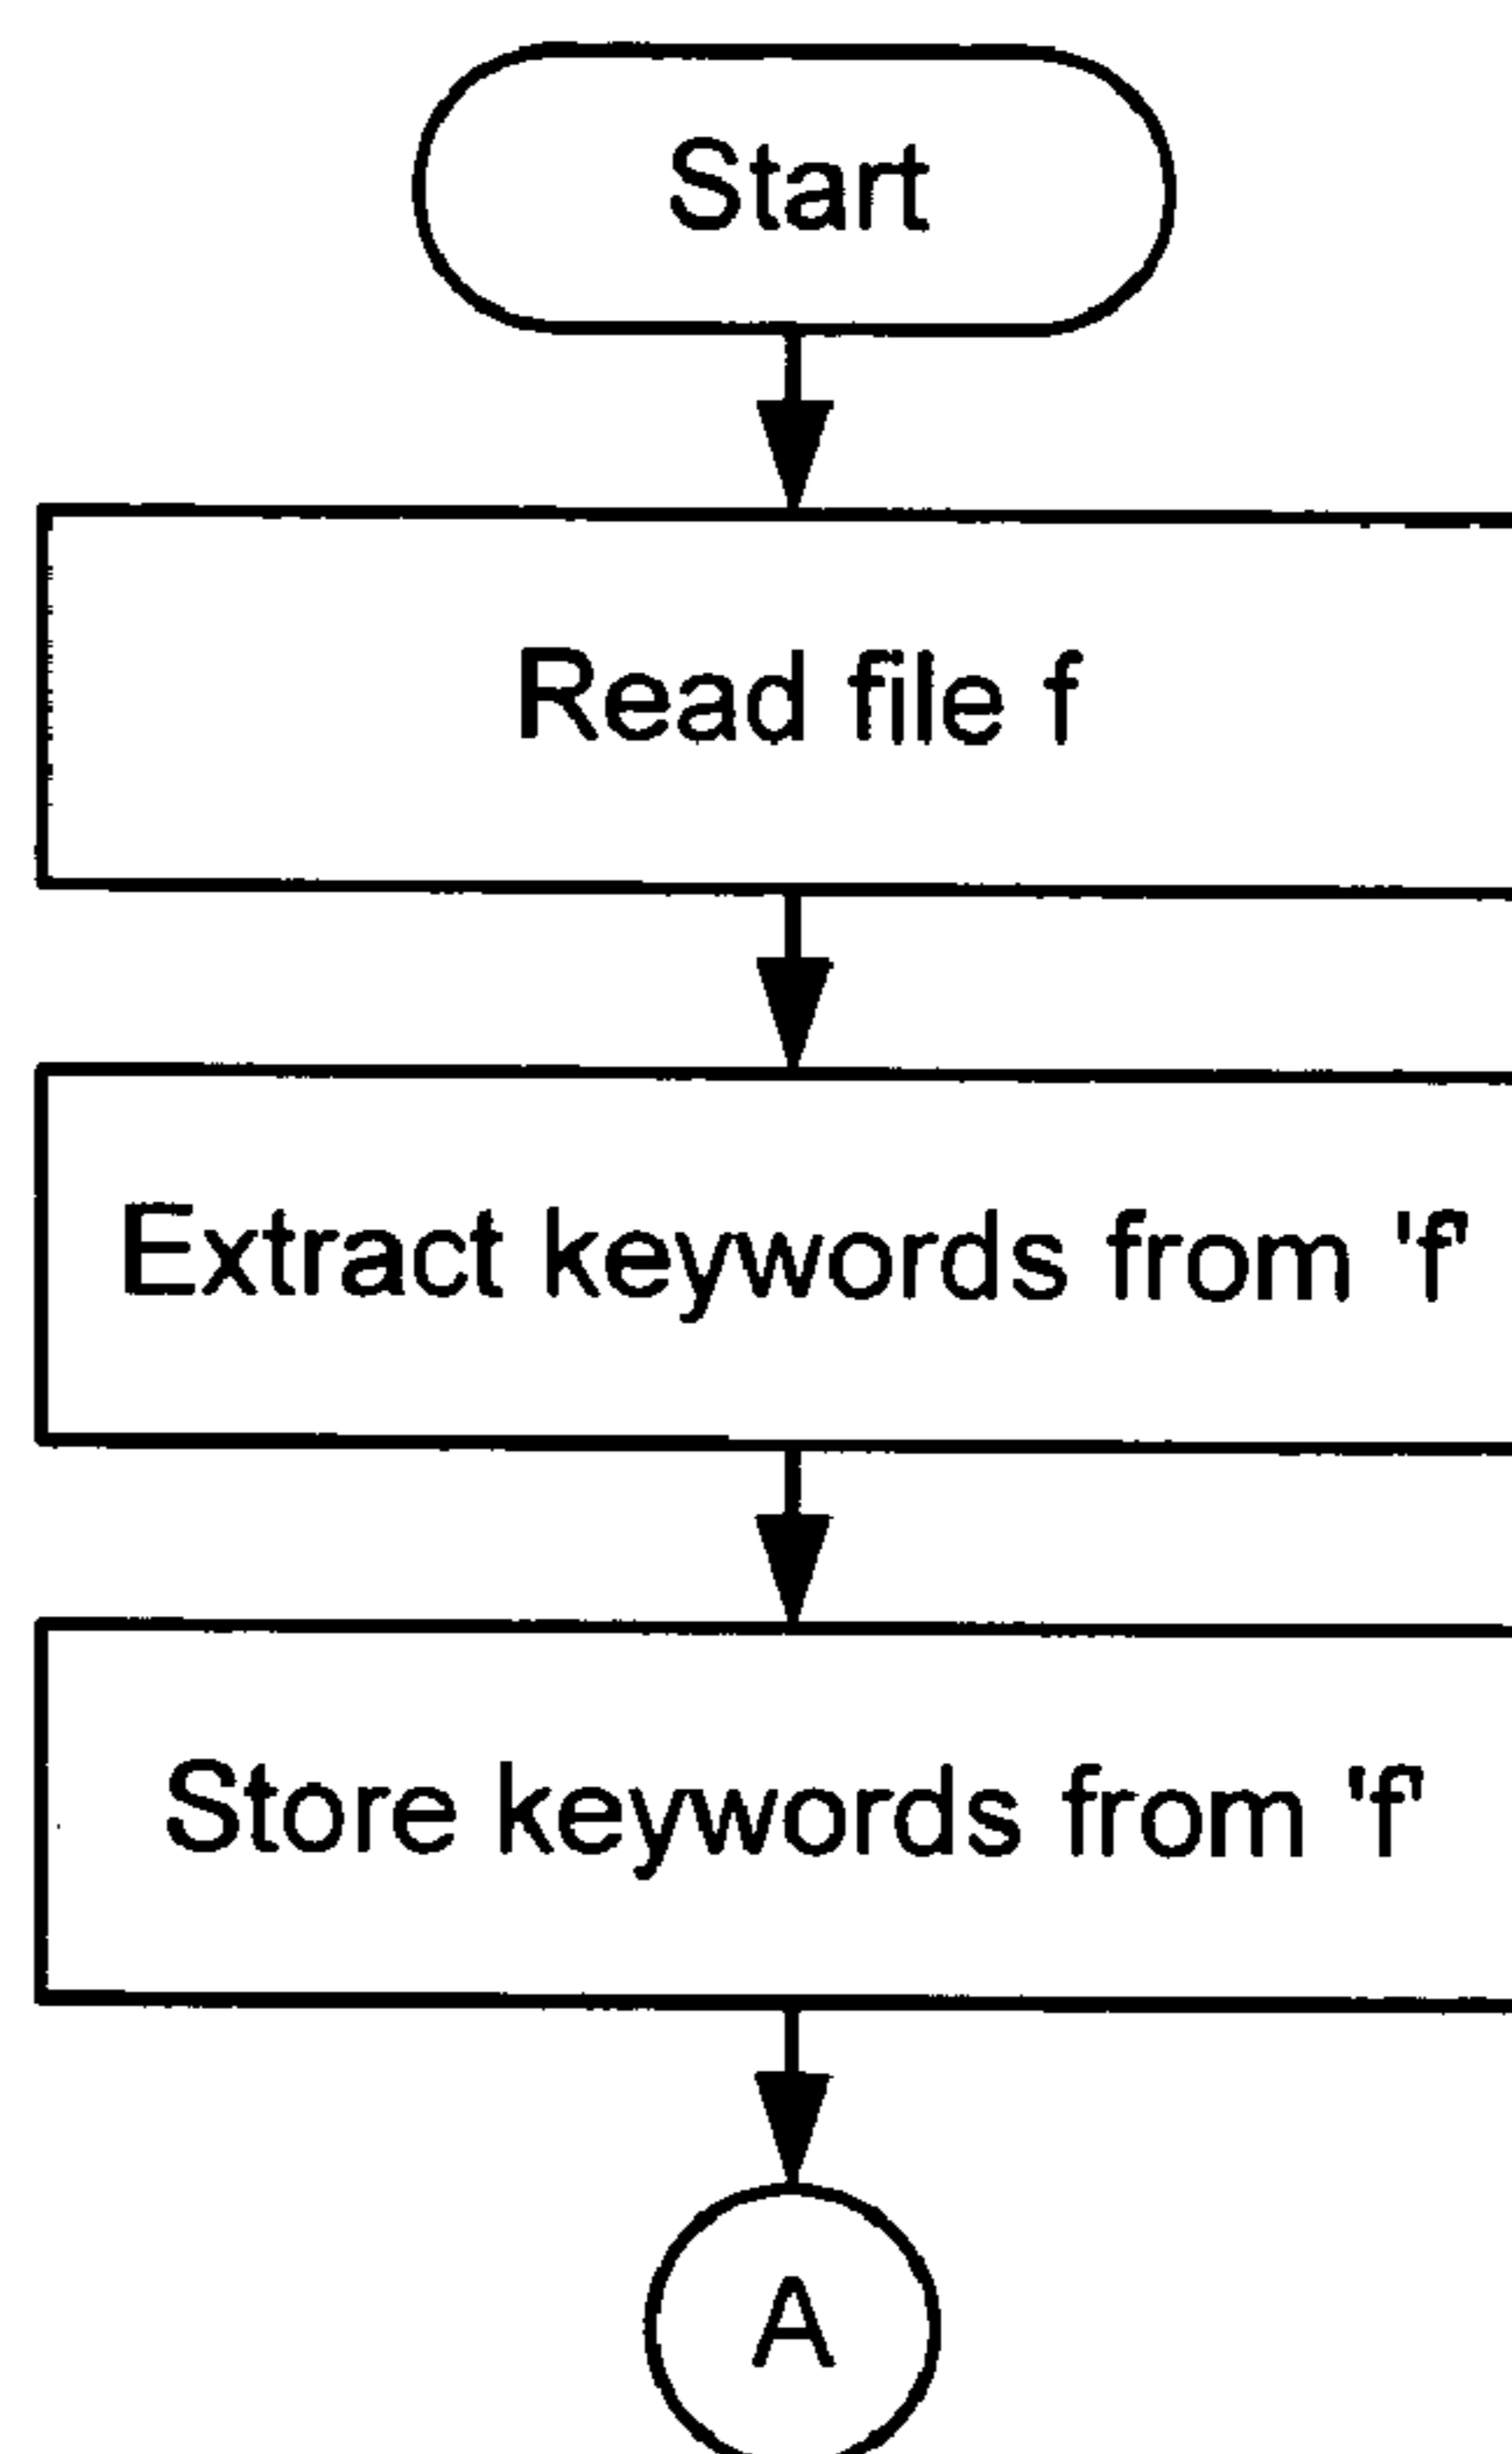 Start
Read file f
Extract keywords from 'f'
Store keywords from 'f'
A